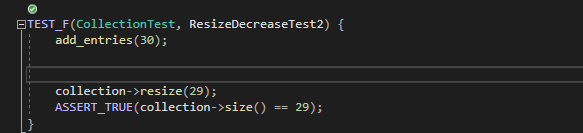 TEST_F(CollectionTest, ResizeDecreaseTest2) {
add_entries(30);
collection->resize(29);
ASSERT_TRUE(collection->size() == 29);
}